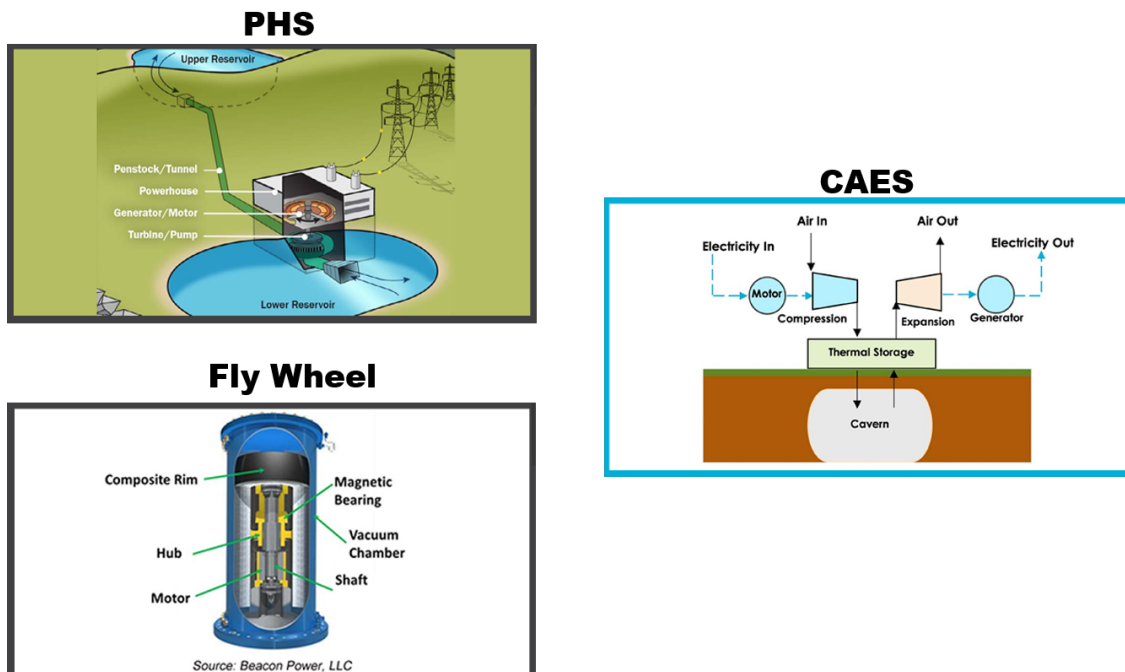 PHS
Upper Reservoir
Penstock/Tunnel
Powerhouse
Generator/Motor
Turbine/Pump
Lower Reservoir
CAES
Air In
Air Out
Electricity In
Electricity Out
Motor
Compression
Expansion
Generator
Thermal Storage
Cavern
Fly Wheel
Composite Rim
Magnetic
Bearing
Vacuum
Chamber
Hub
Shaft
Motor
Source: Beacon Power, LLC